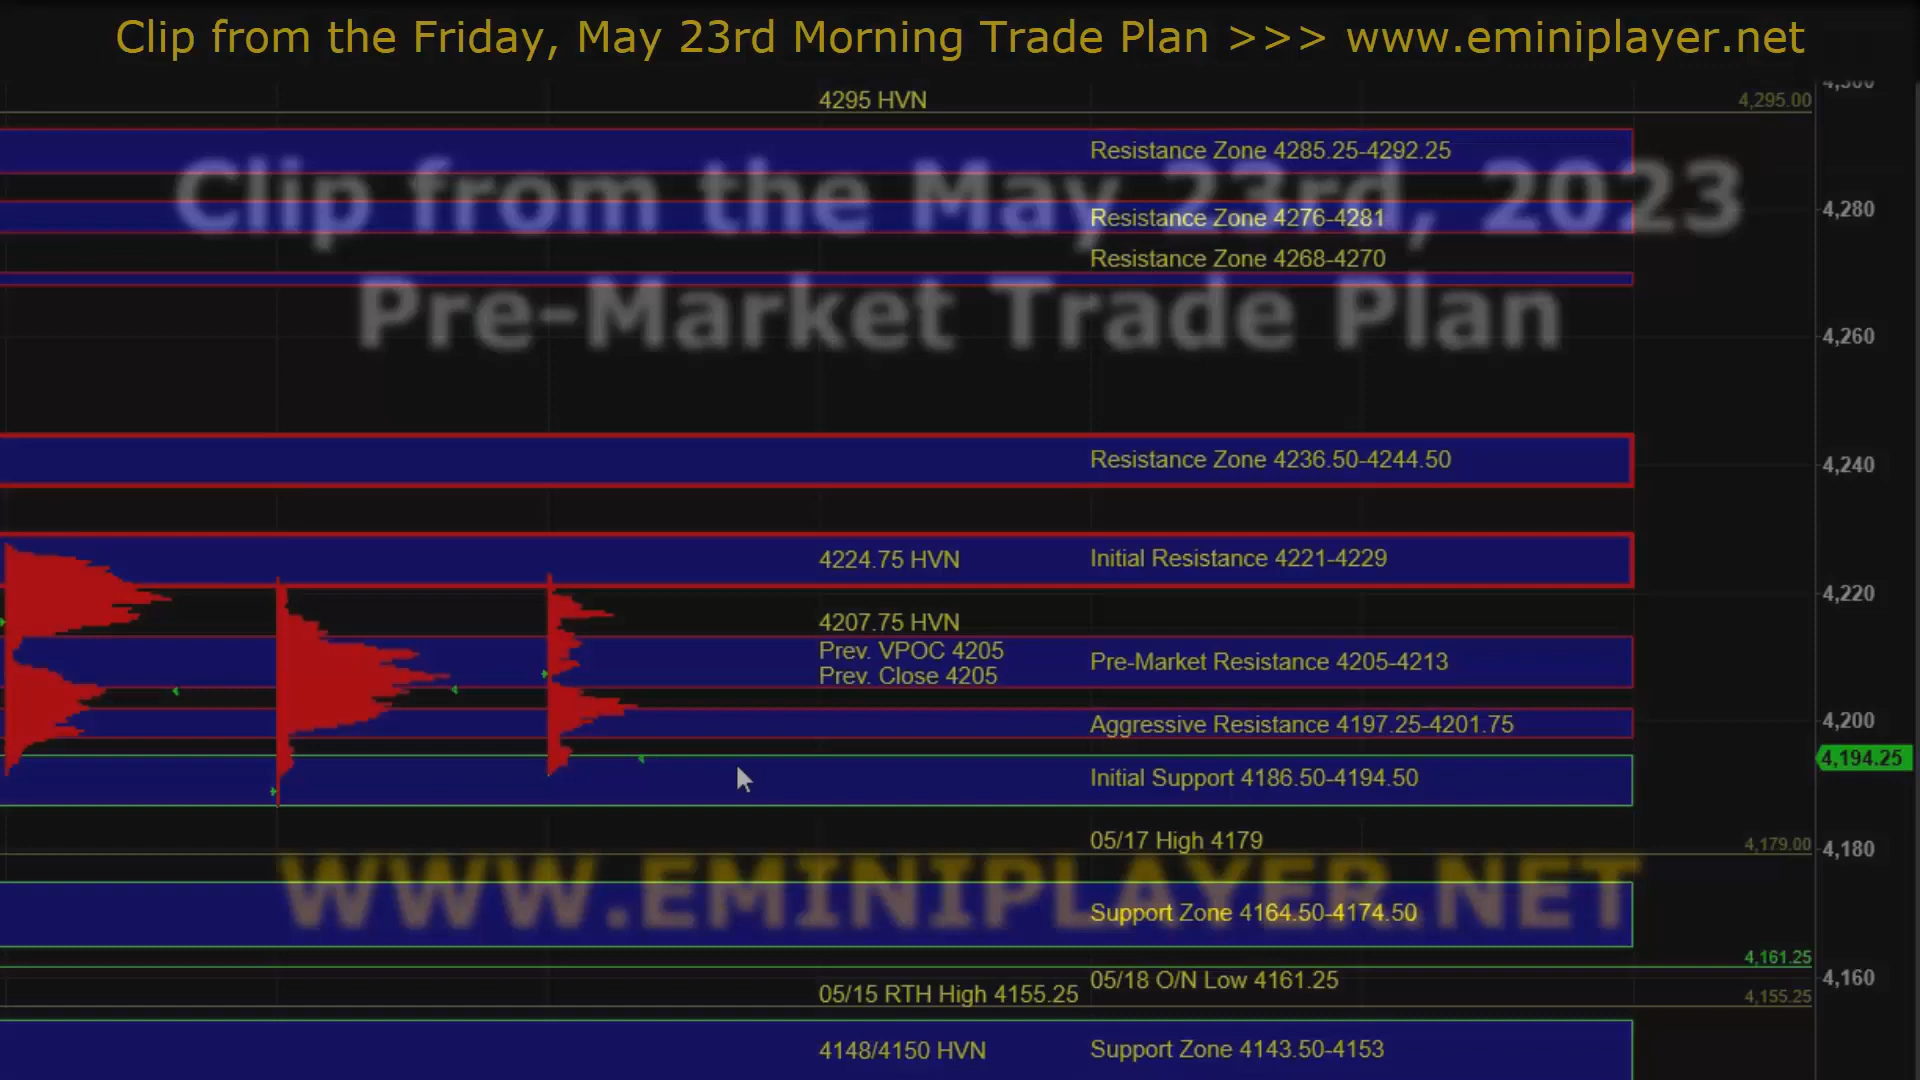 Clip from the Friday, May 23rd Morning Trade Plan >>> www.eminiplayer.net
4295 HVN
4,295.00
Resistance Zone 4285.25-4292.25
Clip from the May 23rd, 2023
Resistance Zone 4276-4281
4,280
Resistance Zone 4268-4270
Pre-Market Trade Plan
4,260
Resistance Zone 4236.50-4244.50
4,240
4224.75 HVN
Initial Resistance 4221-4229
4,220
4207.75 HVN
Prev. VPOC 4205
Prev. Close 4205
Pre-Market Resistance 4205-4213
Aggressive Resistance 4197.25-4201.75
4,200
4,194.25
Initial Support 4186.50-4194.50
05/17 High 4179
4,179.00
4,180
WWW.EMINIPLAYER.NET
Support Zone 4164.50-4174.50
4,161.25
05/18 O/N Low 4161.25
4,160
05/15 RTH High 4155.25
4,155.25
4148/4150 HVN
Support Zone 4143.50-4153